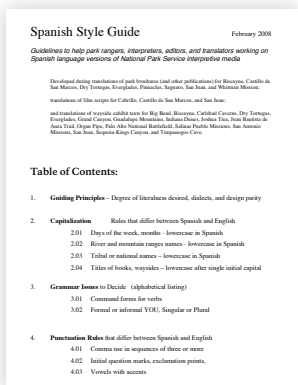 Spanish Style Guide February 2008
Guidelines to help park rangers, interpreters, editors, and translators working on
Spanish language versions of National Park Service interpretive media
Developed during translations of park brochures (and other publications) for Biscayne, Castillo de
San Marcos, Dry Tortugas, Everglades, Pinnacles, Saguaro, San Juan, and Whitman Mission;
translations of film scripts for Cabrillo, Castillo de San Marcos, and San Juan;
and translations of wayside exhibit texts for Big Bend, Biscayne, Carlsbad Caverns, Dry Tortugas,
Everglades, Grand Canyon, Guadalupe Mountains, Indiana Dunes, Joshua Tree, Juan Bautista de
Anza Trail, Organ Pipe, Palo Alto National Battlefield, Salinas Pueblo Missions, San Antonio
Missions, San Juan, Sequoia-Kings Canyon, and Timpanogos Cave.
Table of Contents:
1. Guiding Principles – Degree of literalness desired, dialects, and design parity
2. Capitalization Rules that differ between Spanish and English
2.01 Days of the week, months - lowercase in Spanish
2.02 River and mountain ranges names - lowercase in Spanish
2.03 Tribal or national names – lowercase in Spanish
2.04 Titles of books, waysides – lowercase after single initial capital
3. Grammar Issues to Decide (alphabetical listing)
3.01 Command forms for verbs
3.02 Formal or informal YOU, Singular or Plural
4. Punctuation Rules that differ between Spanish and English
4.01 Comma use in sequences of three or more
4.02 Initial question marks, exclamation points,
4.03 Vowels with accents